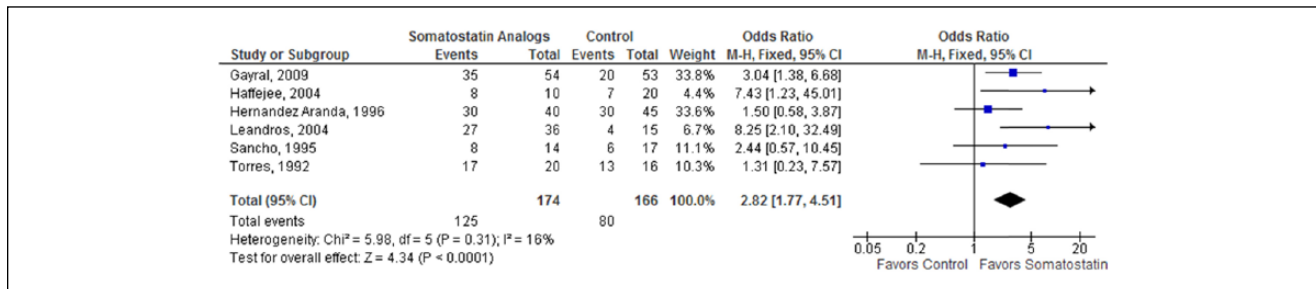 Somatostatin Analogs Control Odds Ratio Odds Ratio
Study or Subgroup Events Total Events Total Weight M-H, Fixed, 95% CI M-H, Fixed, 95% CI
Gayral, 2009 35 54 20 53 33.8% 3.04 [1.38, 6.68]
Haffejee, 2004 8 10 7 20 4.4% 7.43 [1.23, 45.01]
Hernandez Aranda, 1996 30 40 30 45 33.6% 1.50 [0.58, 3.87]
Leandros, 2004 27 36 4 15 6.7% 8.25 [2.10, 32.49]
Sancho, 1995 8 14 6 17 11.1% 2.44 [0.57, 10.45]
Torres, 1992 17 20 13 16 10.3% 1.31 [0.23, 7.57]
Total (95% CI) 174 166 100.0% 2.82 [1.77, 4.51]
Total events 125 80
Heterogeneity: Chi² = 5.98, df = 5 (P = 0.31); I² = 16%
Test for overall effect: Z = 4.34 (P < 0.0001)
0.05 0.2 1 5 20
Favors Control Favors Somatostatin